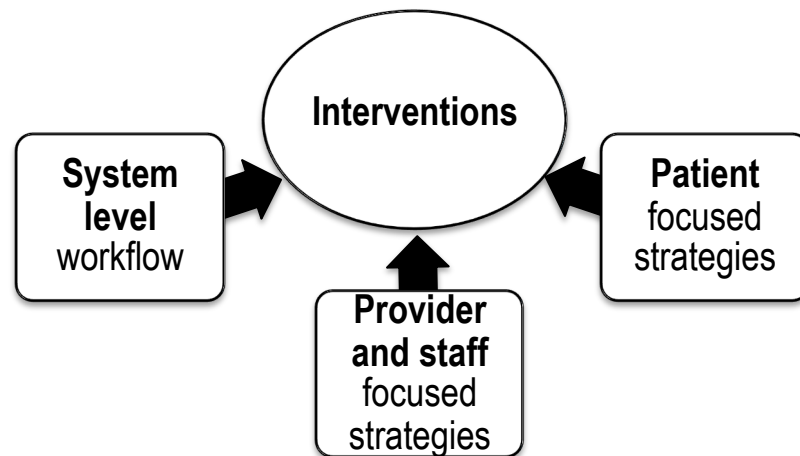 Interventions
System
level
workflow
Provider
and staff
focused
strategies
Patient
focused
strategies